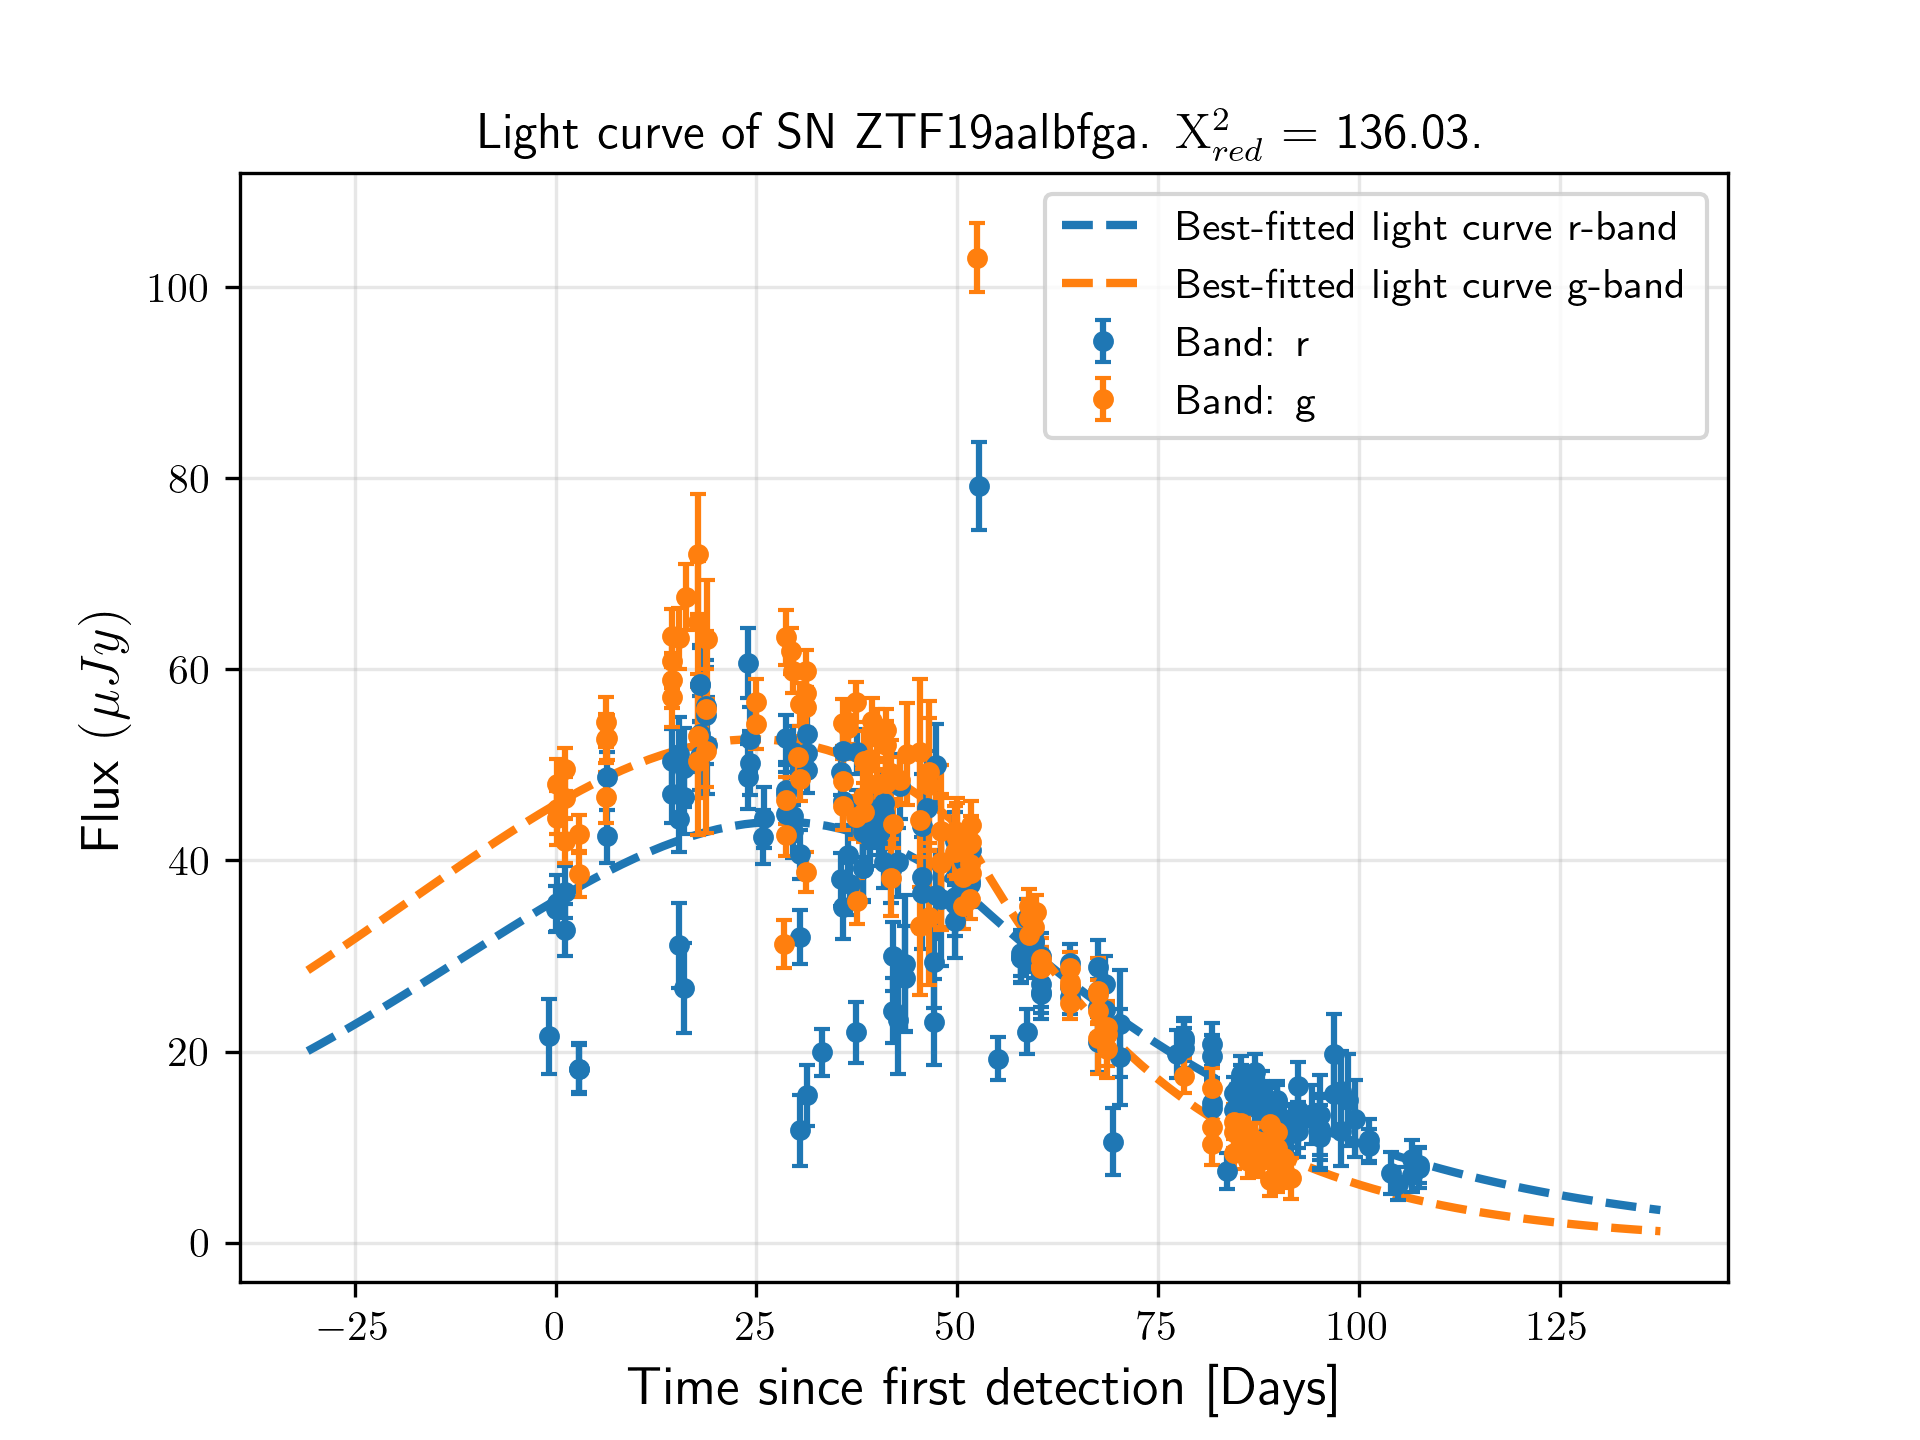 Light curve of SN ZTF19aalbfga. X²_red = 136.03.
Best-fitted light curve r-band
Best-fitted light curve g-band
Band: r
Band: g
Flux (μJy)
100
80
60
40
20
0
−25 0 25 50 75 100 125
Time since first detection [Days]